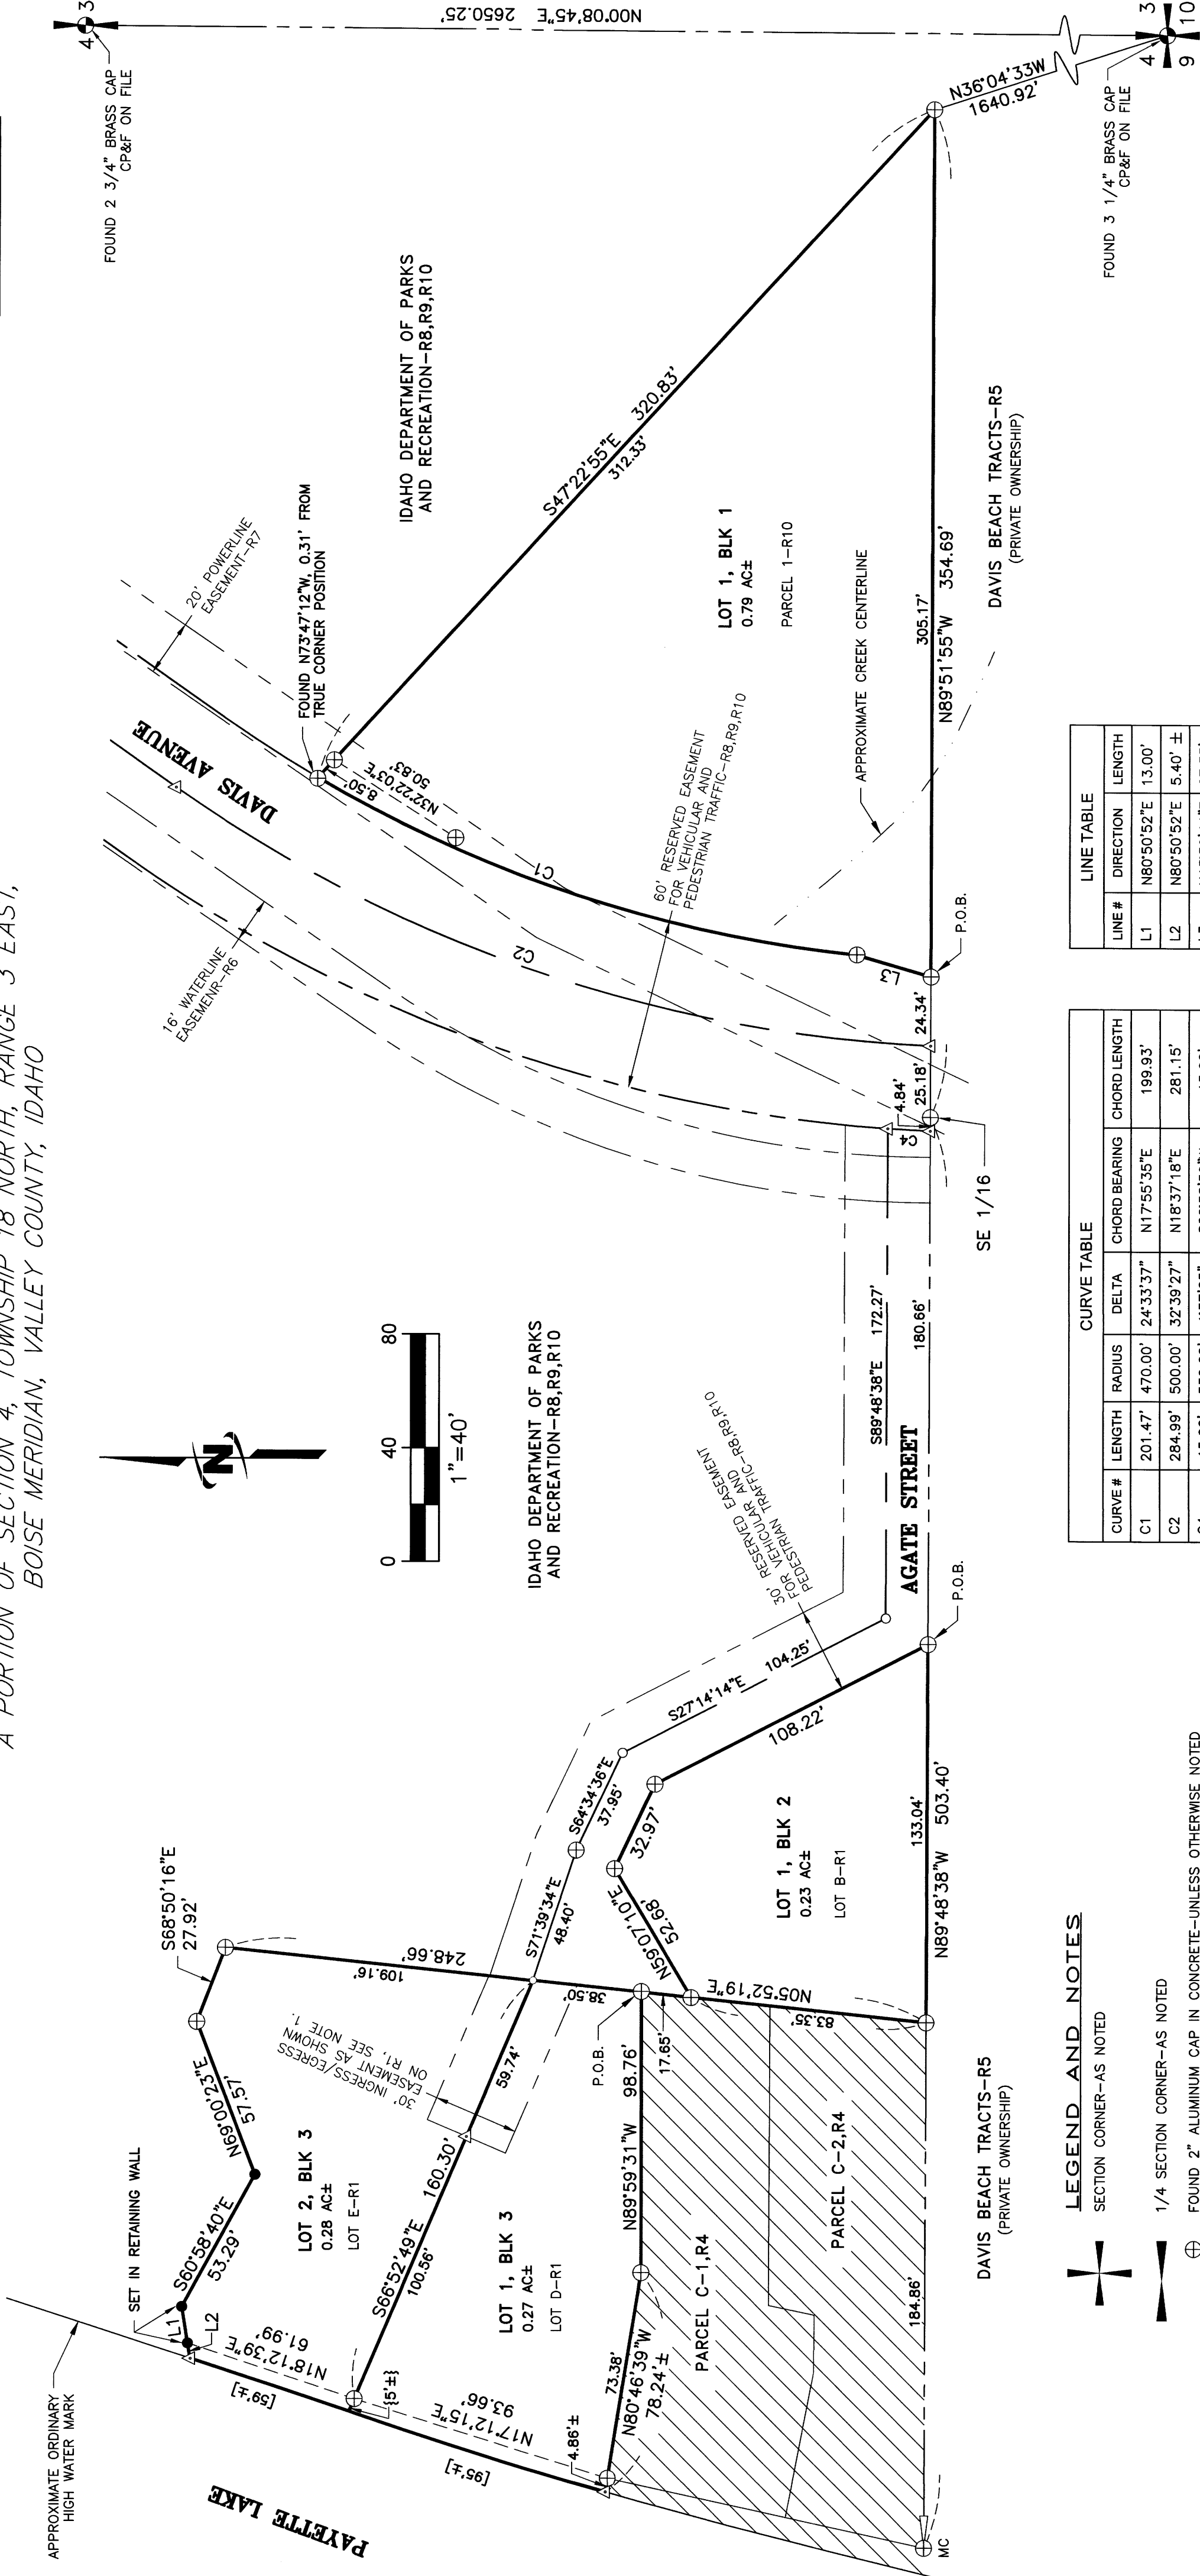 A PORTION OF SECTION 4, TOWNSHIP 18 NORTH, RANGE 3 EAST,
BOISE MERIDIAN, VALLEY COUNTY, IDAHO
APPROXIMATE ORDINARY
HIGH WATER MARK
PAYETTE LAKE
SET IN RETAINING WALL
L1
L2
S60°58'40"E
53.29'
N69°00'23"E
57.57'
S68°50'16"E
27.92'
N18°12'39"E
61.99'
[59'±]
LOT 2, BLK 3
0.28 AC±
LOT E-R1
30' INGRESS/EGRESS
EASEMENT AS SHOWN
ON R1, SEE NOTE 1.
248.66'
109.16'
S66°52'49"E 160.30'
100.56'
59.74'
{5'±}
N17°12'15"E
93.66'
[95'±]
LOT 1, BLK 3
0.27 AC±
LOT D-R1
38.50'
P.O.B.
17.65'
4.86'±
73.38'
N80°46'39"W
78.24'±
N89°59'31"W 98.76'
PARCEL C-1,R4
PARCEL C-2,R4
N05°52'19"E
83.35'
184.86'
MC
DAVIS BEACH TRACTS-R5
(PRIVATE OWNERSHIP)
S71°39'34"E
48.40'
S64°34'36"E
37.95'
S27°14'14"E 104.25'
N59°07'10"E
52.68'
32.97'
108.22'
LOT 1, BLK 2
0.23 AC±
LOT B-R1
133.04'
N89°48'38"W 503.40'
P.O.B.
30' RESERVED EASEMENT
FOR VEHICULAR AND
PEDESTRIAN TRAFFIC-R8,R9,R10
AGATE STREET
S89°48'38"E 172.27'
180.66'
N
0 40 80
1"=40'
IDAHO DEPARTMENT OF PARKS
AND RECREATION-R8,R9,R10
SE 1/16
C4
4.84'
25.18'
24.34'
P.O.B.
L3
16' WATERLINE
EASEMENR-R6
DAVIS AVENUE
C2
C1
20' POWERLINE
EASEMENT-R7
FOUND N73°47'12"W, 0.31' FROM
TRUE CORNER POSITION
8.50'
N32°22'03"E
50.83'
60' RESERVED EASEMENT
FOR VEHICULAR AND
PEDESTRIAN TRAFFIC-R8,R9,R10
APPROXIMATE CREEK CENTERLINE
IDAHO DEPARTMENT OF PARKS
AND RECREATION-R8,R9,R10
S47°22'55"E 320.83'
312.33'
LOT 1, BLK 1
0.79 AC±
PARCEL 1-R10
305.17'
N89°51'55"W 354.69'
DAVIS BEACH TRACTS-R5
(PRIVATE OWNERSHIP)
FOUND 2 3/4" BRASS CAP
CP&F ON FILE
4 3
N00°08'45"E 2650.25'
N36°04'33W
1640.92'
FOUND 3 1/4" BRASS CAP
CP&F ON FILE
4 3
9 10
LEGEND AND NOTES
SECTION CORNER-AS NOTED
1/4 SECTION CORNER-AS NOTED
FOUND 2" ALUMINUM CAP IN CONCRETE-UNLESS OTHERWISE NOTED
CURVE TABLE
CURVE # LENGTH RADIUS DELTA CHORD BEARING CHORD LENGTH
C1 201.47' 470.00' 24°33'37" N17°55'35"E 199.93'
C2 284.99' 500.00' 32°39'27" N18°37'18"E 281.15'
LINE TABLE
LINE # DIRECTION LENGTH
L1 N80°50'52"E 13.00'
L2 N80°50'52"E 5.40' ±